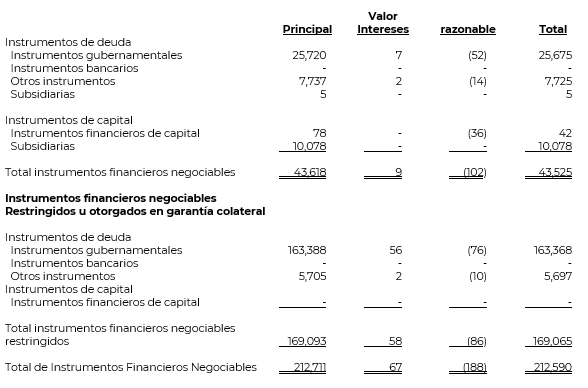 Valor
Principal Intereses razonable Total
Instrumentos de deuda
Instrumentos gubernamentales 25,720 7 (52) 25,675
Instrumentos bancarios - - - -
Otros instrumentos 7,737 2 (14) 7,725
Subsidiarias 5 - - 5
Instrumentos de capital
Instrumentos financieros de capital 78 - (36) 42
Subsidiarias 10,078 - - 10,078
Total instrumentos financieros negociables 43,618 9 (102) 43,525
Instrumentos financieros negociables
Restringidos u otorgados en garantía colateral
Instrumentos de deuda
Instrumentos gubernamentales 163,388 56 (76) 163,368
Instrumentos bancarios - - - -
Otros instrumentos 5,705 2 (10) 5,697
Instrumentos de capital
Instrumentos financieros de capital - - - -
Total instrumentos financieros negociables
restringidos 169,093 58 (86) 169,065
Total de Instrumentos Financieros Negociables 212,711 67 (188) 212,590